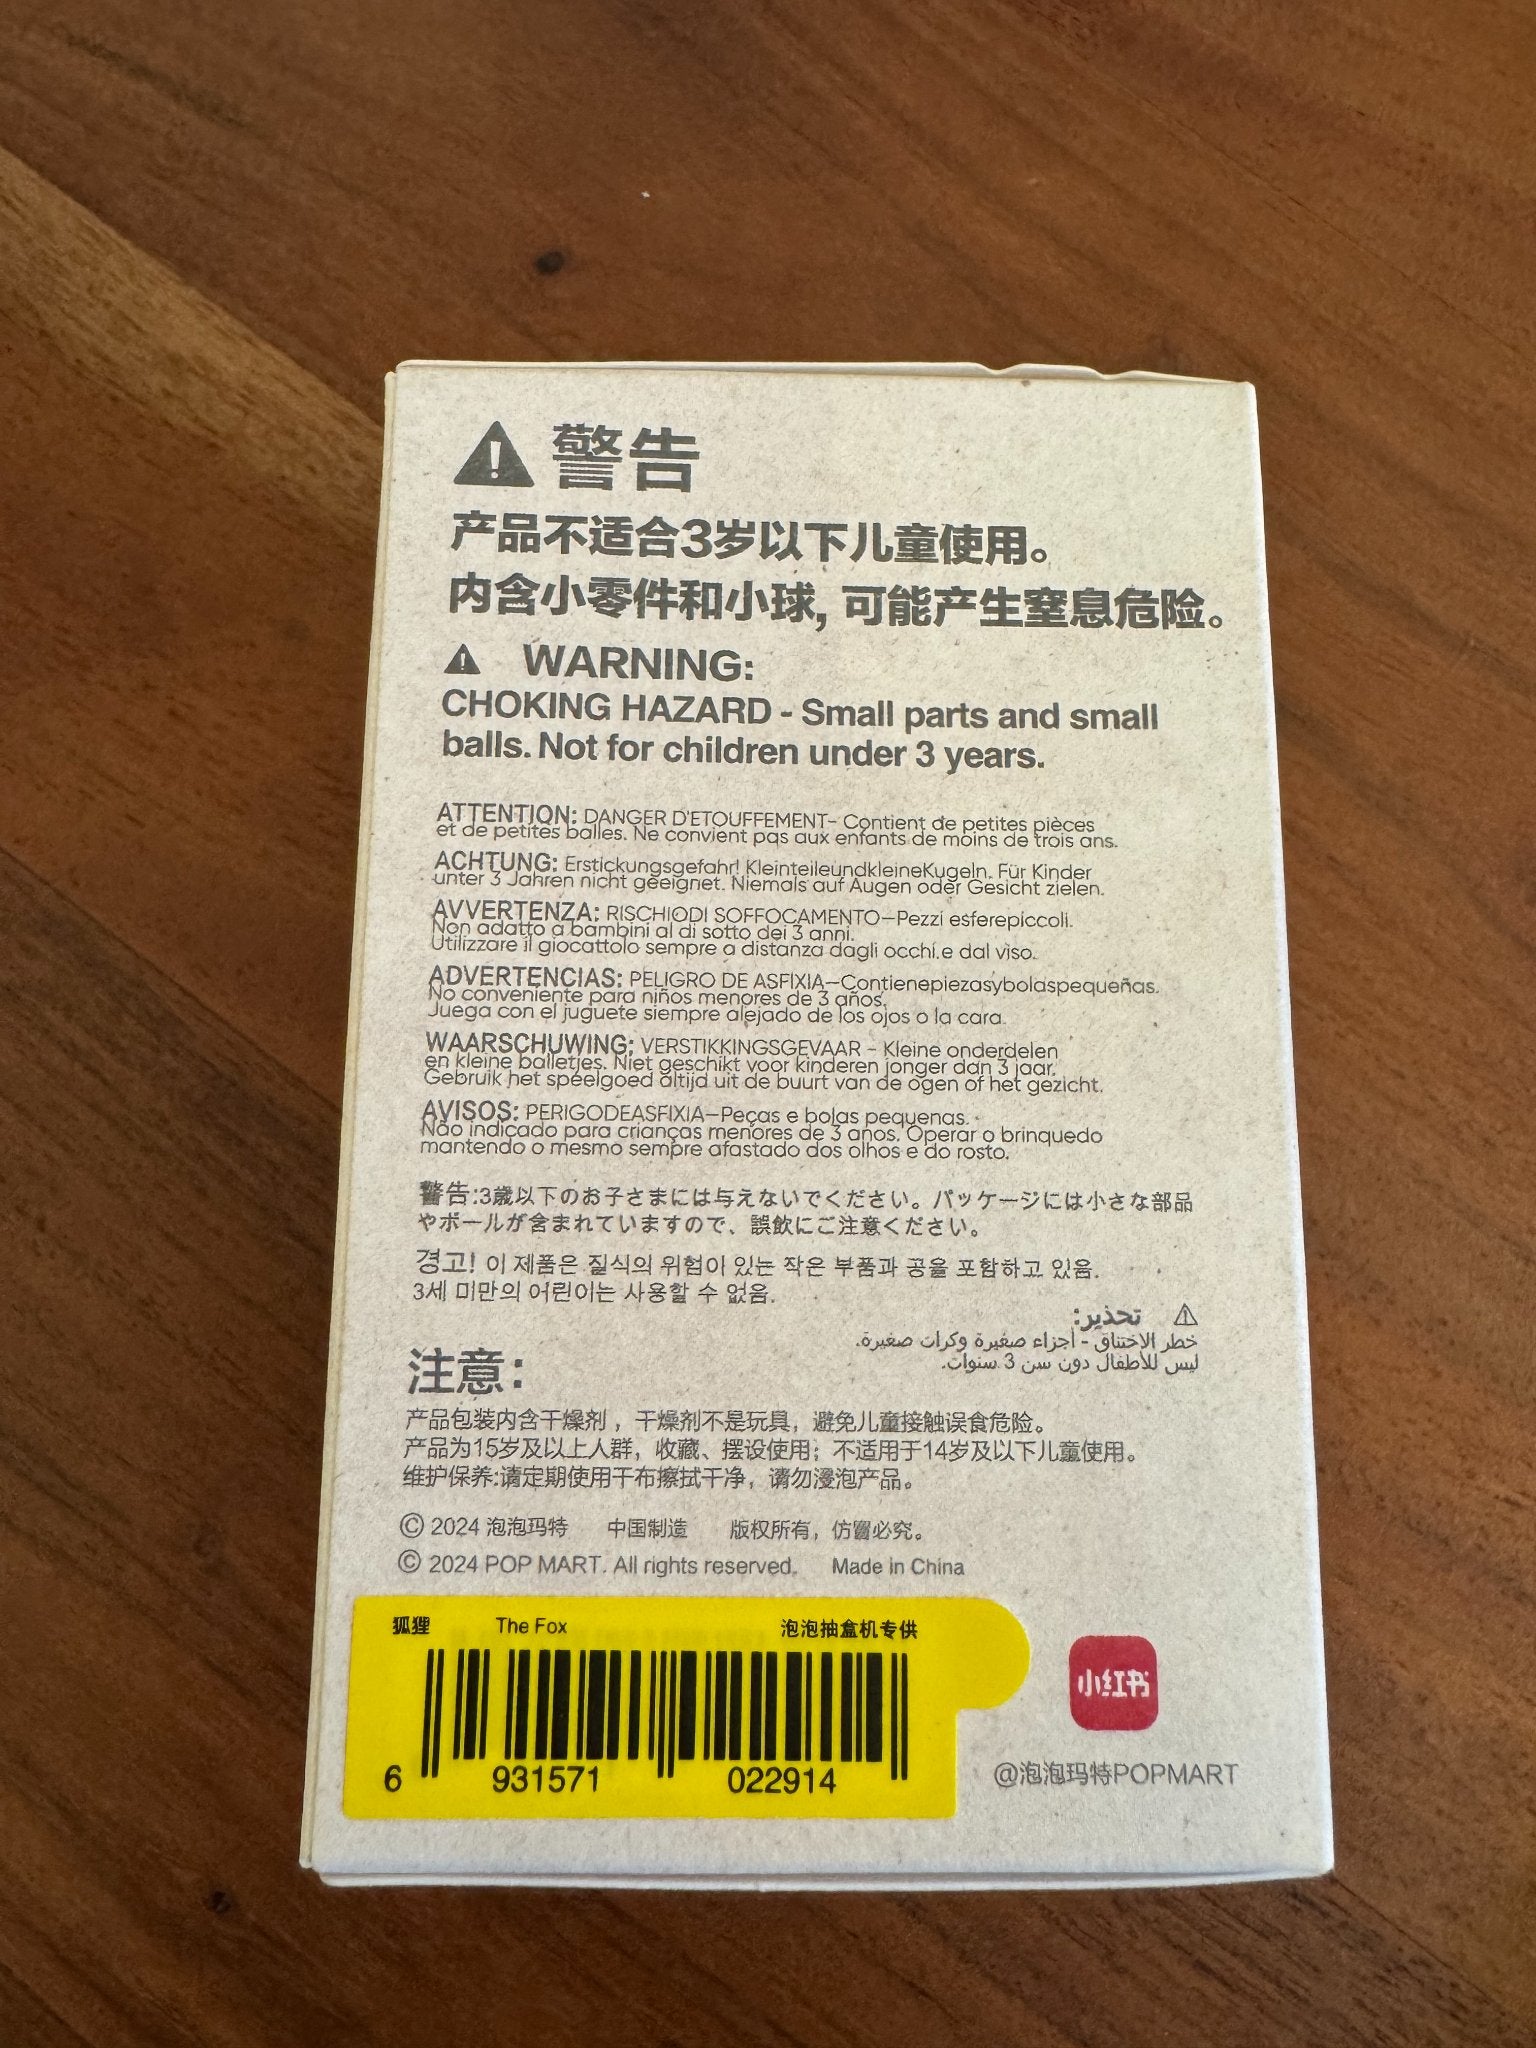 警告
产品不适合3岁以下儿童使用。
内含小零件和小球, 可能产生窒息危险。
WARNING:
CHOKING HAZARD - Small parts and small
balls. Not for children under 3 years.
ATTENTION: DANGER D'ETOUFFEMENT- Contient de petites pièces
et de petites balles. Ne convient pas aux enfants de moins de trois ans.
ACHTUNG: Erstickungsgefahr! KleinteileundkleineKugeln. Für Kinder
unter 3 Jahren nicht geeignet. Niemals auf Augen oder Gesicht zielen.
AVVERTENZA: RISCHIODI SOFFOCAMENTO—Pezzi esferepiccoli.
Non adatto a bambini al di sotto dei 3 anni.
Utilizzare il giocattolo sempre a distanza dagli occhi.e dal viso.
ADVERTENCIAS: PELIGRO DE ASFIXIA—Contienepiezasybolaspequeñas.
No conveniente para niños menores de 3 años.
Juega con el juguete siempre alejado de los ojos o la cara.
WAARSCHUWING: VERSTIKKINGSGEVAAR - Kleine onderdelen
en kleine balletjes. Niet geschikt voor kinderen jonger dan 3 jaar.
Gebruik het speelgoed altijd uit de buurt van de ogen of het gezicht.
AVISOS: PERIGODEASFIXIA—Peças e bolas pequenas.
Não indicado para crianças menores de 3 anos. Operar o brinquedo
mantendo o mesmo sempre afastado dos olhos e do rosto.
警告:3歳以下のお子さまには与えないでください。パッケージには小さな部品
やボールが含まれていますので、誤飲にご注意ください。
경고! 이 제품은 질식의 위험이 있는 작은 부품과 공을 포함하고 있음.
3세 미만의 어린이는 사용할 수 없음.
تحذير:
خطر الاختناق - أجزاء صغيرة وكرات صغيرة.
ليس للأطفال دون سن 3 سنوات.
注意：
产品包装内含干燥剂，干燥剂不是玩具，避免儿童接触误食危险。
产品为15岁及以上人群，收藏、摆设使用；不适用于14岁及以下儿童使用。
维护保养:请定期使用干布擦拭干净，请勿浸泡产品。
© 2024 泡泡玛特 中国制造 版权所有，仿冒必究。
© 2024 POP MART. All rights reserved. Made in China
狐狸 The Fox 泡泡抽盒机专供
6 931571 022914
小红书
@泡泡玛特POPMART